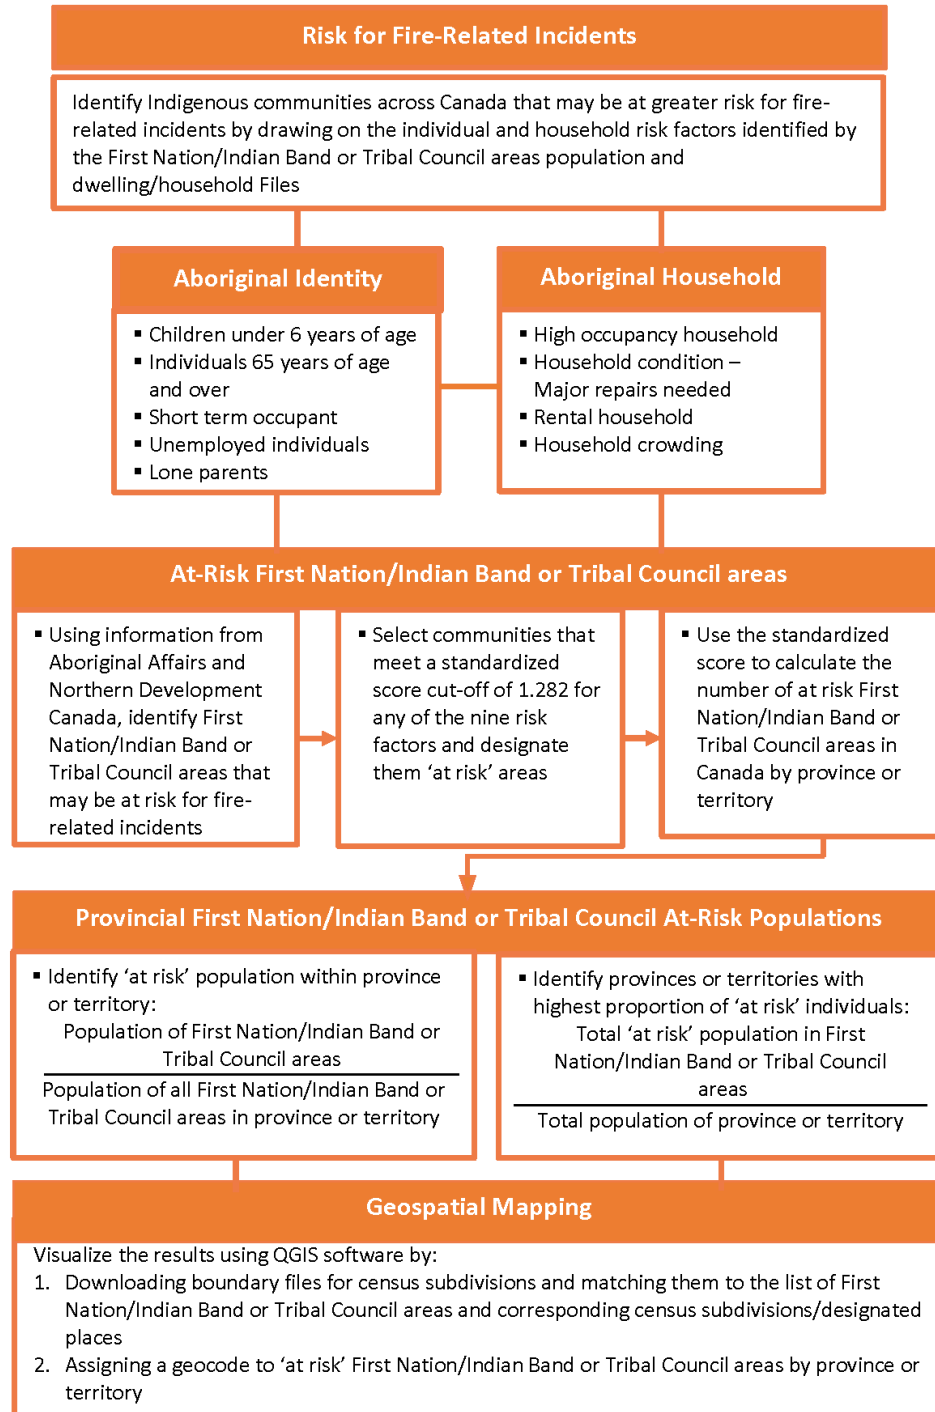 Risk for Fire-Related Incidents
Identify Indigenous communities across Canada that may be at greater risk for fire-
related incidents by drawing on the individual and household risk factors identified by
the First Nation/Indian Band or Tribal Council areas population and
dwelling/household Files
Aboriginal Identity
▪ Children under 6 years of age
▪ Individuals 65 years of age
and over
▪ Short term occupant
▪ Unemployed individuals
▪ Lone parents
Aboriginal Household
▪ High occupancy household
▪ Household condition –
Major repairs needed
▪ Rental household
▪ Household crowding
At-Risk First Nation/Indian Band or Tribal Council areas
▪ Using information from
Aboriginal Affairs and
Northern Development
Canada, identify First
Nation/Indian Band or
Tribal Council areas that
may be at risk for fire-
related incidents
▪ Select communities that
meet a standardized
score cut-off of 1.282 for
any of the nine risk
factors and designate
them ‘at risk’ areas
▪ Use the standardized
score to calculate the
number of at risk First
Nation/Indian Band or
Tribal Council areas in
Canada by province or
territory
Provincial First Nation/Indian Band or Tribal Council At-Risk Populations
▪ Identify ‘at risk’ population within province
or territory:
Population of First Nation/Indian Band or
Tribal Council areas
Population of all First Nation/Indian Band or
Tribal Council areas in province or territory
▪ Identify provinces or territories with
highest proportion of ‘at risk’ individuals:
Total ‘at risk’ population in First
Nation/Indian Band or Tribal Council
areas
Total population of province or territory
Geospatial Mapping
Visualize the results using QGIS software by:
1. Downloading boundary files for census subdivisions and matching them to the list of First
Nation/Indian Band or Tribal Council areas and corresponding census subdivisions/designated
places
2. Assigning a geocode to ‘at risk’ First Nation/Indian Band or Tribal Council areas by province or
territory